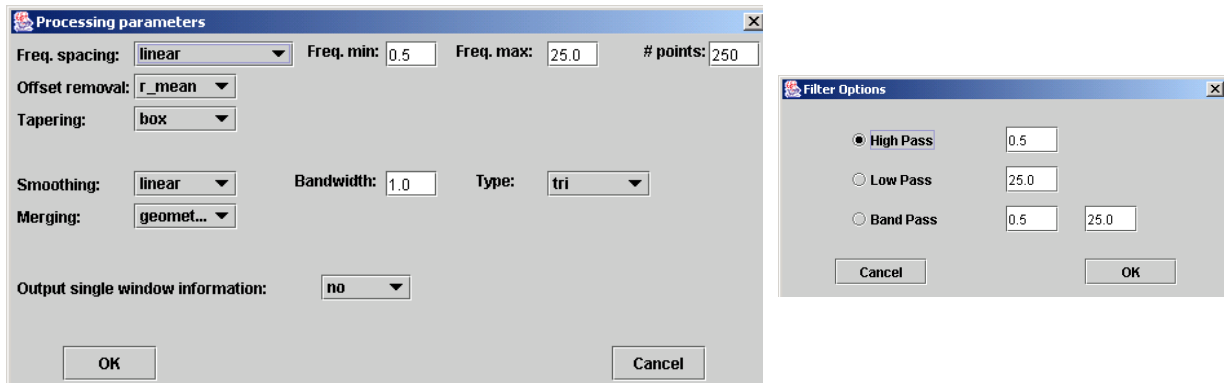 Processing parameters
Freq. spacing: linear Freq. min: 0.5 Freq. max: 25.0 # points: 250
Offset removal: r_mean
Tapering: box
Smoothing: linear Bandwidth: 1.0 Type: tri
Merging: geomet...
Output single window information: no
OK Cancel
Filter Options
High Pass 0.5
Low Pass 25.0
Band Pass 0.5 25.0
Cancel OK